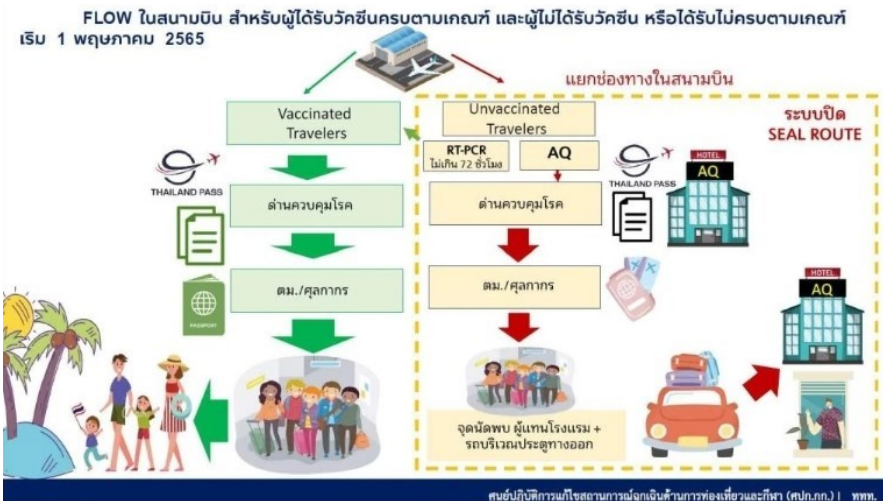 FLOW ในสนามบิน สำหรับผู้ได้รับวัคซีนครบตามเกณฑ์ และผู้ไม่ได้รับวัคซีน หรือได้รับไม่ครบตามเกณฑ์
เริ่ม 1 พฤษภาคม 2565
แยกช่องทางในสนามบิน
Vaccinated
Travelers
Unvaccinated
Travelers
ระบบปิด
SEAL ROUTE
RT-PCR
ไม่เกิน 72 ชั่วโมง
AQ
THAILAND PASS
THAILAND PASS
HOTEL
AQ
ด่านควบคุมโรค
ด่านควบคุมโรค
ตม./ศุลกากร
ตม./ศุลกากร
PASSPORT
HOTEL
AQ
จุดนัดพบ ผู้แทนโรงแรม +
รถบริเวณประตูทางออก
ศูนย์ปฏิบัติการแก้ไขสถานการณ์ฉุกเฉินด้านการท่องเที่ยวและกีฬา (ศปก.กก.) | ททท.